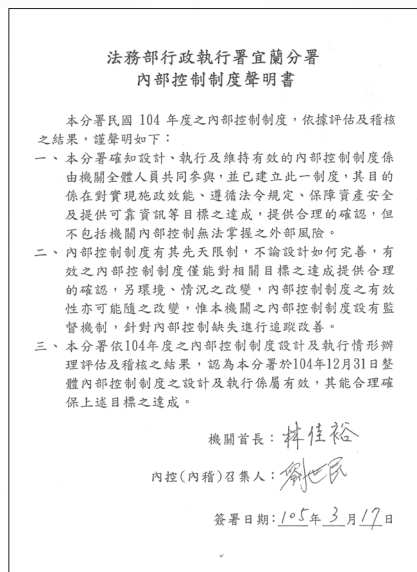 法務部行政執行署宜蘭分署
內部控制制度聲明書
本分署民國 104 年度之內部控制制度，依據評估及稽核
之結果，謹聲明如下：
一、本分署確知設計、執行及維持有效的內部控制制度係
由機關全體人員共同參與，並已建立此一制度，其目的
係在對實現施政效能、遵循法令規定、保障資產安全
及提供可靠資訊等目標之達成，提供合理的確認，但
不包括機關內部控制無法掌握之外部風險。
二、內部控制制度有其先天限制，不論設計如何完善，有
效之內部控制制度僅能對相關目標之達成提供合理
的確認，另環境、情況之改變，內部控制制度之有效
性亦可能隨之改變，惟本機關之內部控制制度設有監
督機制，針對內部控制缺失進行追蹤改善。
三、本分署依104年度之內部控制制度設計及執行情形辦
理評估及稽核之結果，認為本分署於104年12月31日整
體內部控制制度之設計及執行係屬有效，其能合理確
保上述目標之達成。
機關首長：林佳裕
內控(內稽)召集人：劉世民
簽署日期：105年3月17日